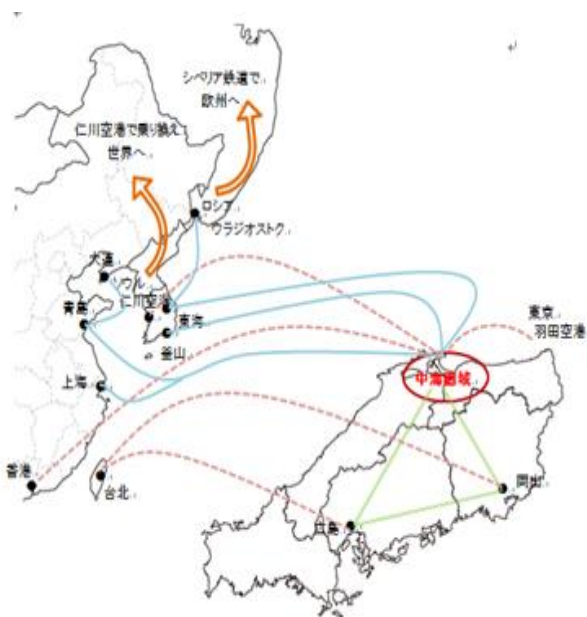 シベリア鉄道で
欧州へ
仁川空港で乗り換え
世界へ
ロシア
ウラジオストク
大連
ソウル
仁川空港
青島
東海
釜山
東京
羽田空港
上海
中海圏域
香港
台北
岡山
広島